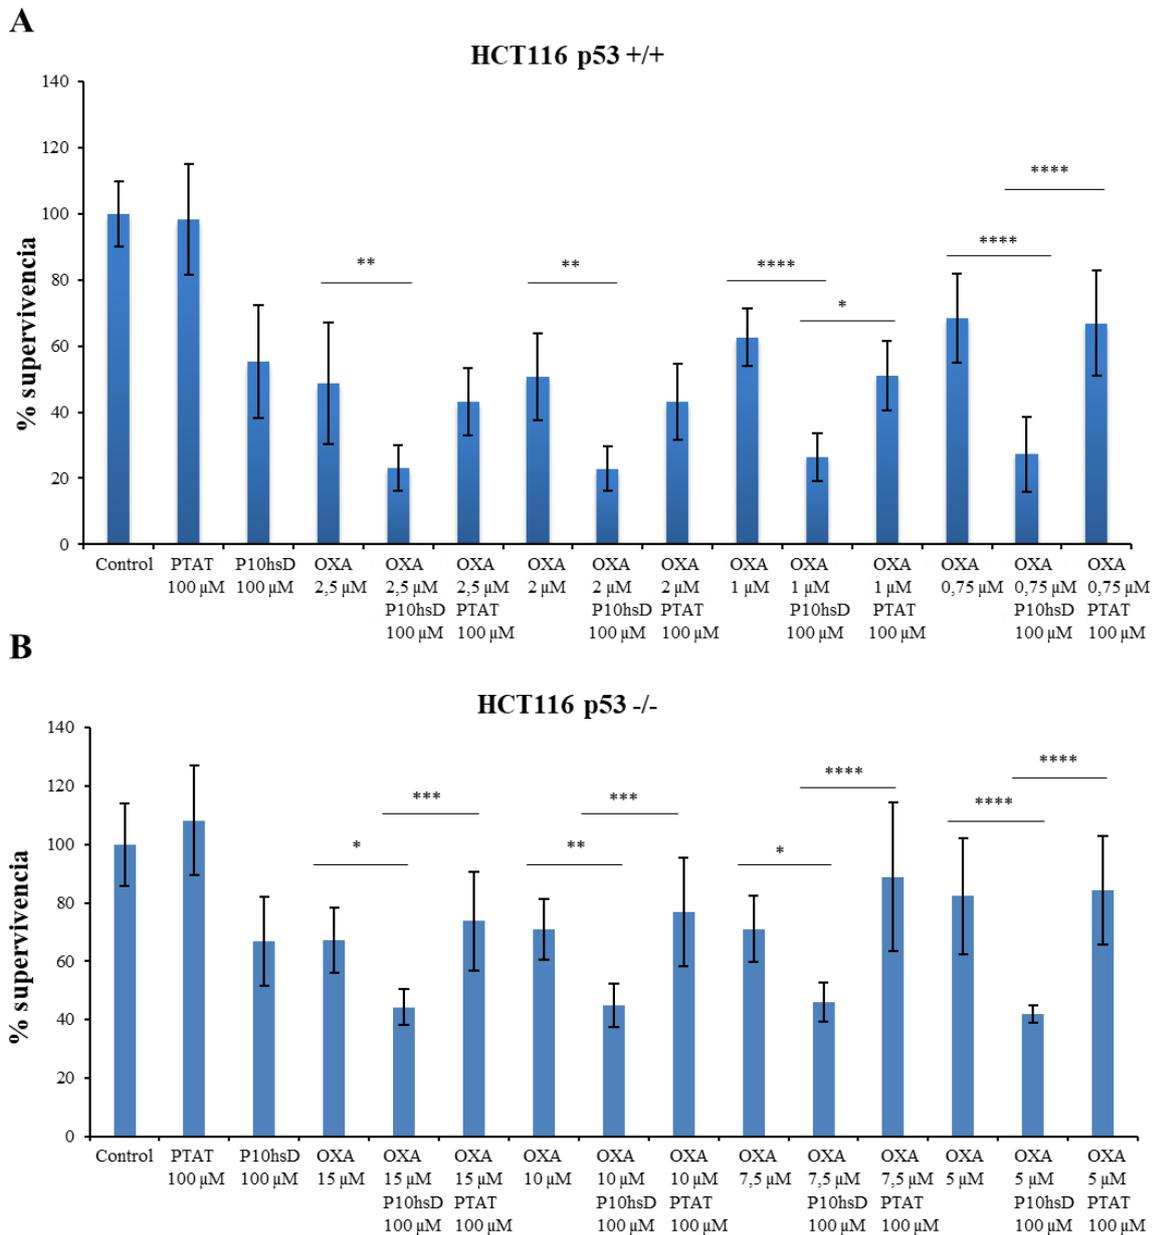 A
HCT116 p53 +/+
% supervivencia
140
120
100
80
60
40
20
0
**
**
****
*
****
****
Control
PTAT
100 µM
P10hsD
100 µM
OXA
2,5 µM
OXA
2,5 µM
P10hsD
100 µM
OXA
2,5 µM
PTAT
100 µM
OXA
2 µM
OXA
2 µM
P10hsD
100 µM
OXA
2 µM
PTAT
100 µM
OXA
1 µM
OXA
1 µM
P10hsD
100 µM
OXA
1 µM
PTAT
100 µM
OXA
0,75 µM
OXA
0,75 µM
P10hsD
100 µM
OXA
0,75 µM
PTAT
100 µM
B
HCT116 p53 -/-
% supervivencia
140
120
100
80
60
40
20
0
*
***
**
***
*
****
****
****
Control
PTAT
100 µM
P10hsD
100 µM
OXA
15 µM
OXA
15 µM
P10hsD
100 µM
OXA
15 µM
PTAT
100 µM
OXA
10 µM
OXA
10 µM
P10hsD
100 µM
OXA
10 µM
PTAT
100 µM
OXA
7,5 µM
OXA
7,5 µM
P10hsD
100 µM
OXA
7,5 µM
PTAT
100 µM
OXA
5 µM
OXA
5 µM
P10hsD
100 µM
OXA
5 µM
PTAT
100 µM